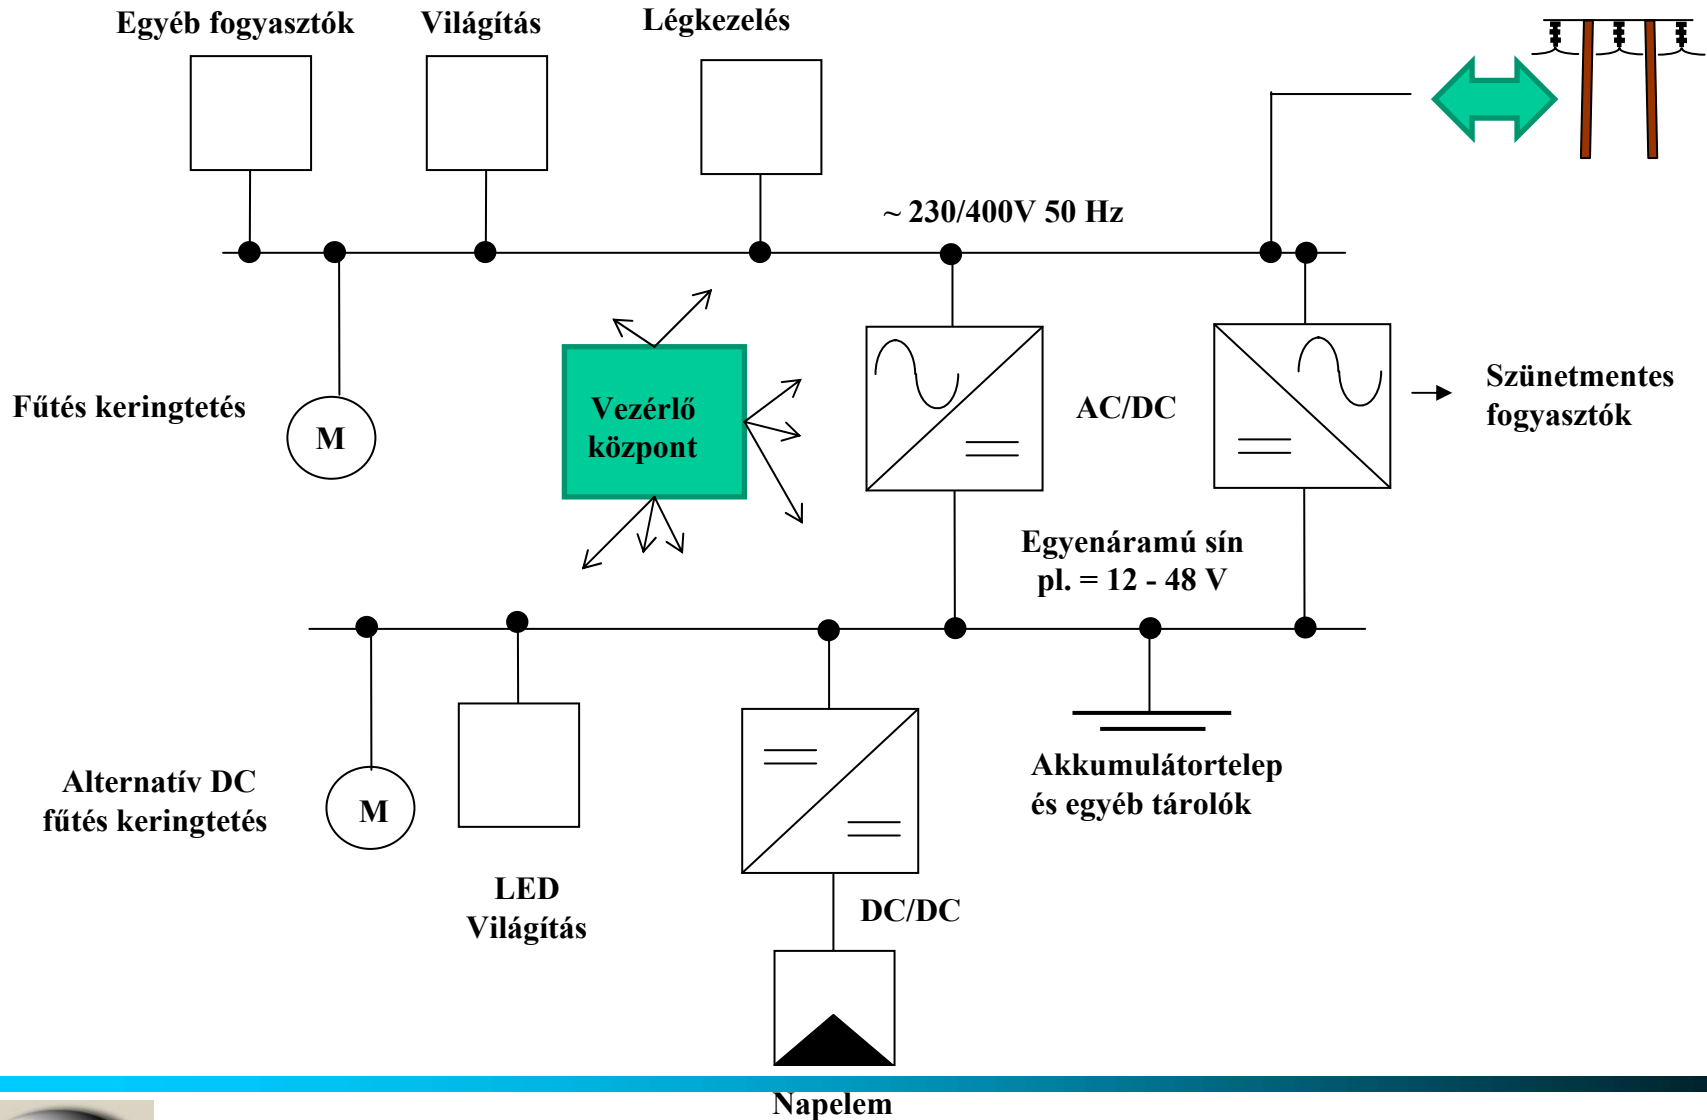 Egyéb fogyasztók
Világítás
Légkezelés
~ 230/400V 50 Hz
Fűtés keringtetés
M
Vezérlő
központ
AC/DC
Szünetmentes
fogyasztók
Egyenáramú sín
pl. = 12 - 48 V
Alternatív DC
fűtés keringtetés
M
LED
Világítás
DC/DC
Akkumulátortelep
és egyéb tárolók
Napelem